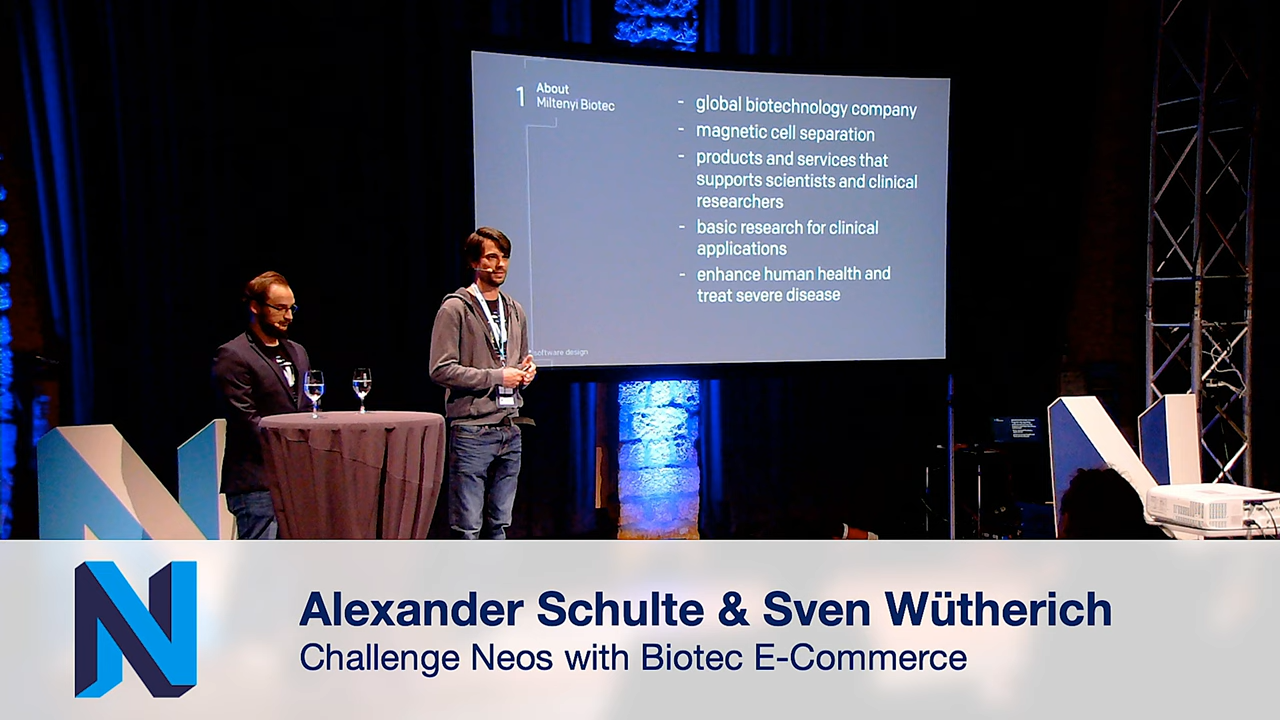 1
About
Miltenyi Biotec
- global biotechnology company
- magnetic cell separation
- products and services that
supports scientists and clinical
researchers
- basic research for clinical
applications
- enhance human health and
treat severe disease
software design
Alexander Schulte & Sven Wütherich
Challenge Neos with Biotec E-Commerce